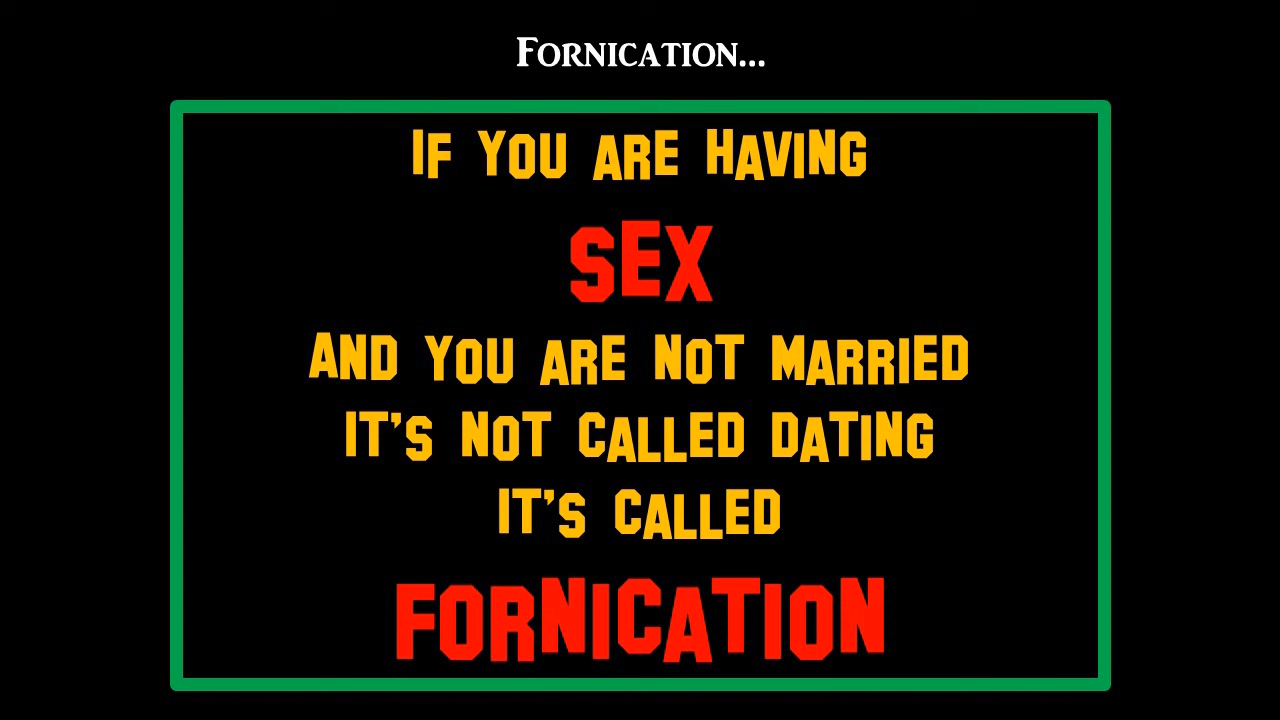 Fornication...
IF YOU ARE HAVING
SEX
AND YOU ARE NOT MARRIED
IT'S NOT CALLED DATING
IT'S CALLED
FORNICATION